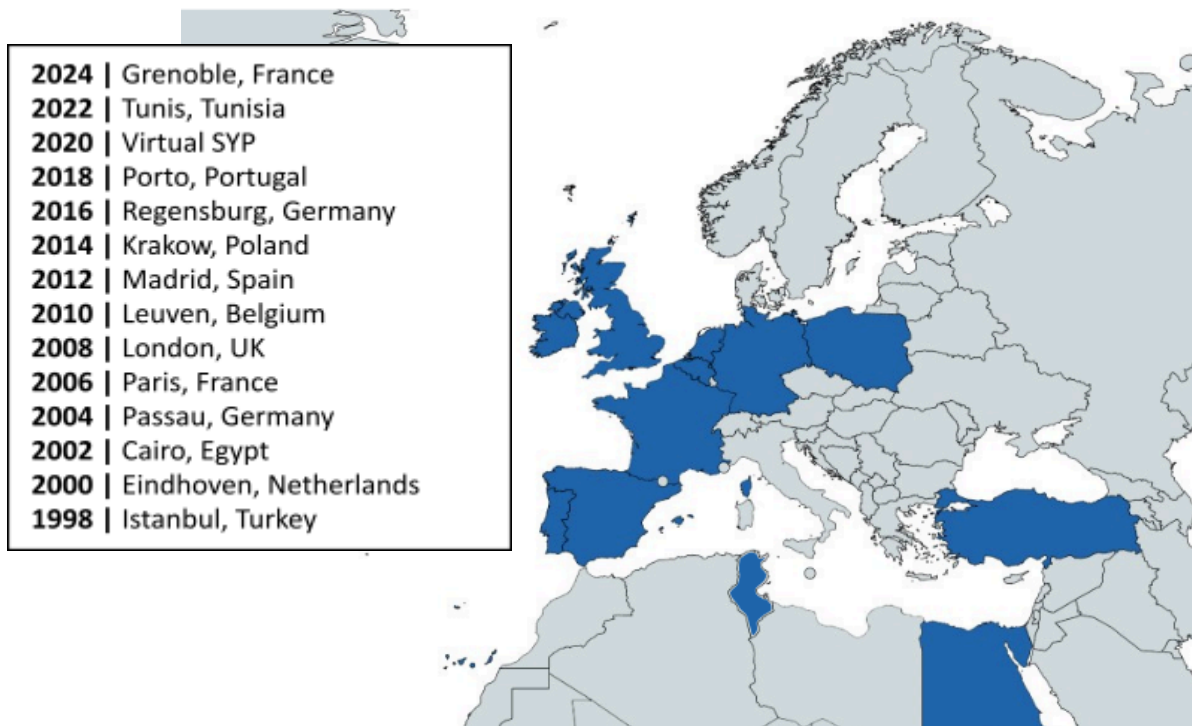 2024 | Grenoble, France
2022 | Tunis, Tunisia
2020 | Virtual SYP
2018 | Porto, Portugal
2016 | Regensburg, Germany
2014 | Krakow, Poland
2012 | Madrid, Spain
2010 | Leuven, Belgium
2008 | London, UK
2006 | Paris, France
2004 | Passau, Germany
2002 | Cairo, Egypt
2000 | Eindhoven, Netherlands
1998 | Istanbul, Turkey